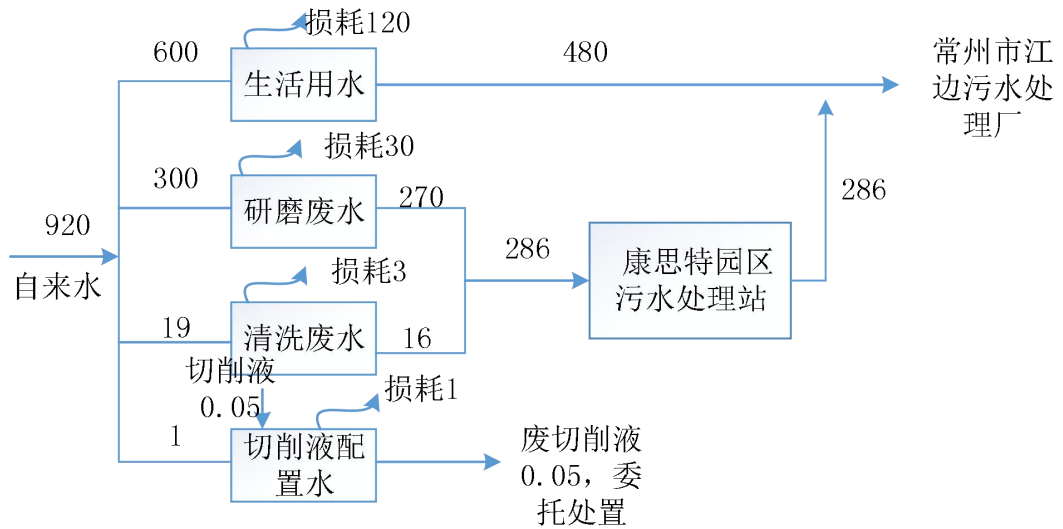 损耗120
600
生活用水
480
常州市江
边污水处
理厂
损耗30
300
研磨废水
270
286
920
自来水
286
康思特园区
污水处理站
损耗3
19
清洗废水
16
切削液
0.05
损耗1
1
切削液配
置水
废切削液
0.05，委
托处置